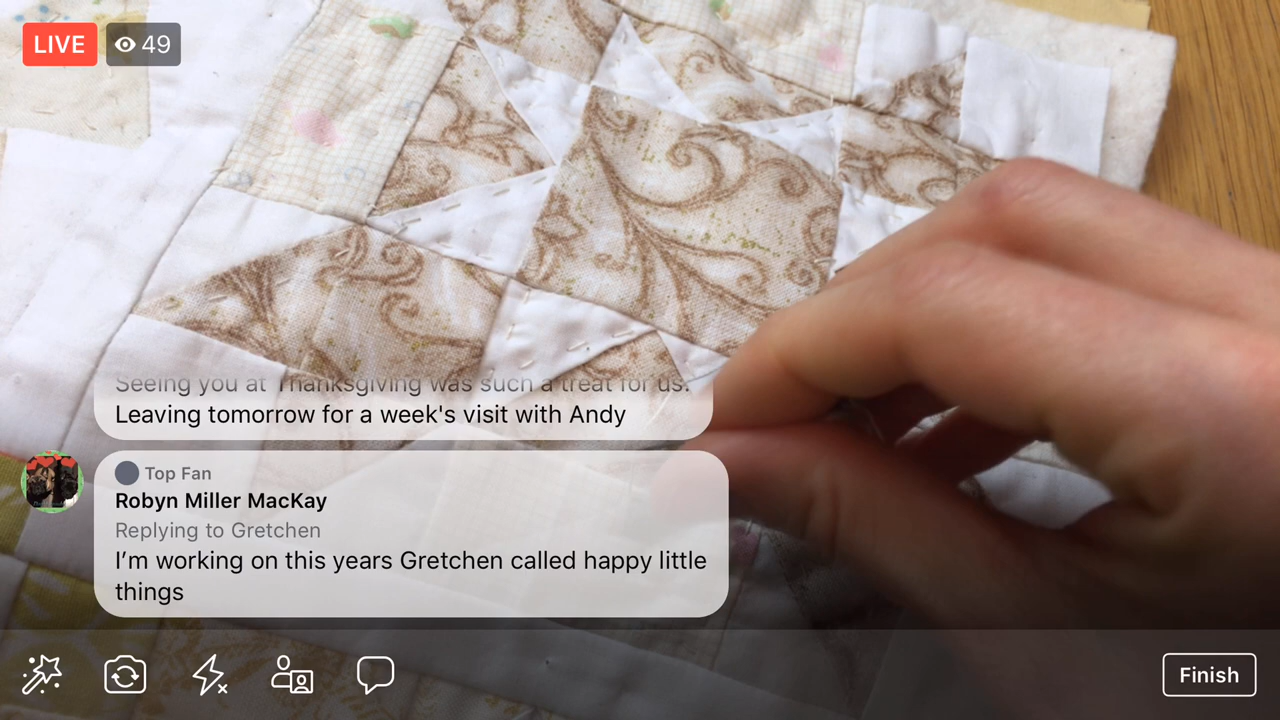 LIVE 49
Seeing you at Thanksgiving was such a treat for us.
Leaving tomorrow for a week's visit with Andy
Top Fan
Robyn Miller MacKay
Replying to Gretchen
I’m working on this years Gretchen called happy little
things
Finish